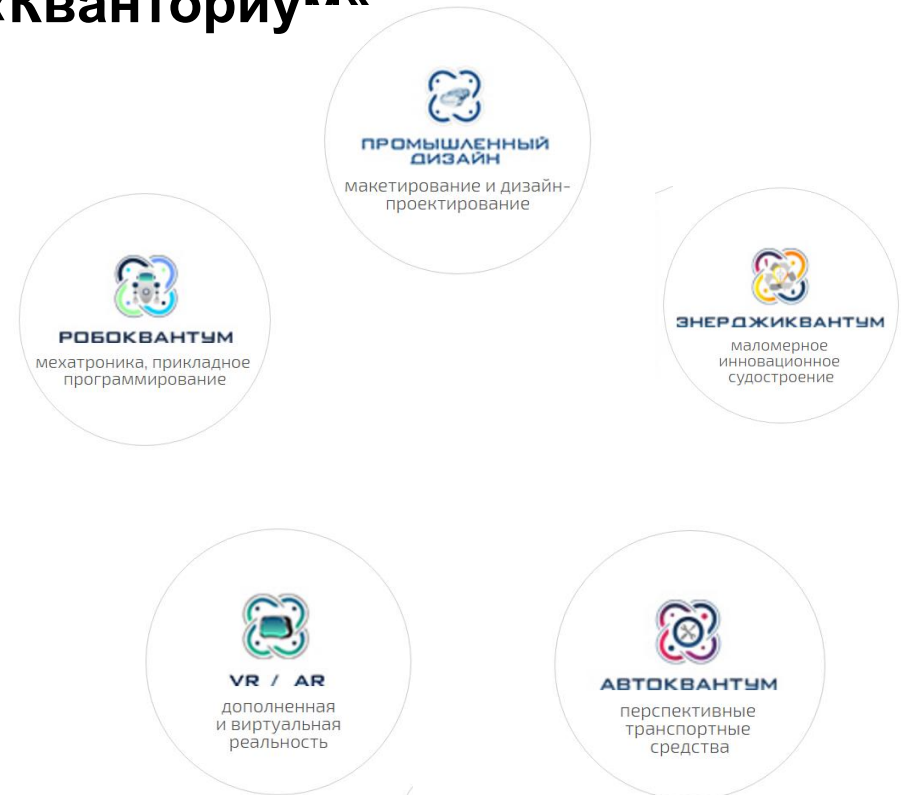 «Кванториум»
ПРОМЫШЛЕННЫЙ
ДИЗАЙН
макетирование и дизайн-
проектирование
РОБОКВАНТУМ
мехатроника, прикладное
программирование
ЭНЕРДЖИКВАНТУМ
маломерное
инновационное
судостроение
VR / AR
дополненная
и виртуальная
реальность
АВТОКВАНТУМ
перспективные
транспортные
средства